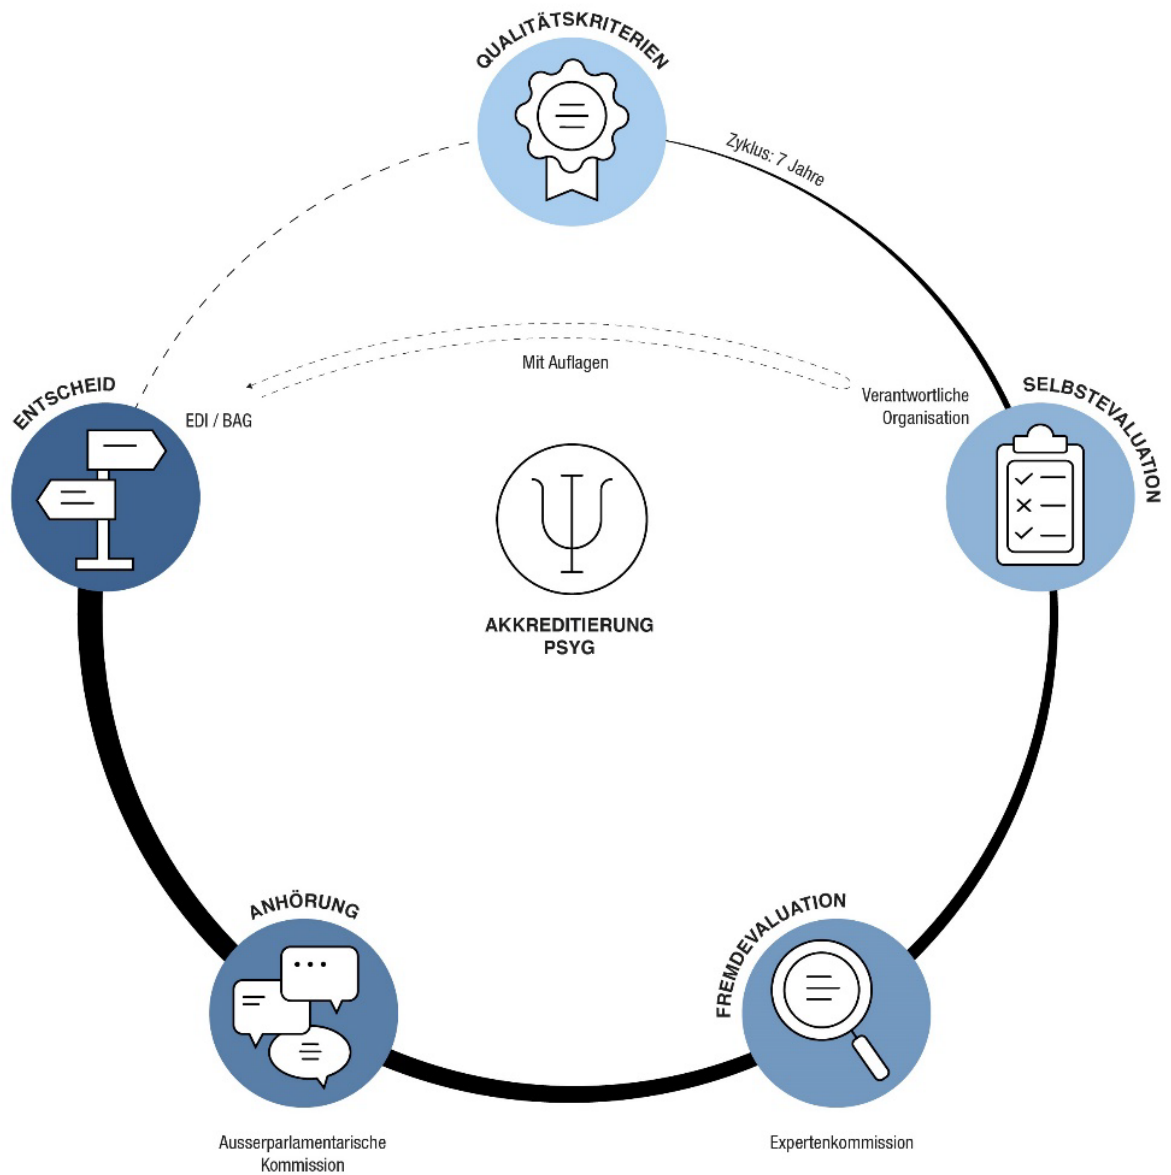 QUALITÄTSKRITERIEN
Zyklus: 7 Jahre
Mit Auflagen
ENTSCHEID
EDI / BAG
Verantwortliche
Organisation
SELBSTEVALUATION
AKKREDITIERUNG
PSYG
ANHÖRUNG
FREMDEVALUATION
Ausserparlamentarische
Kommission
Expertenkommission